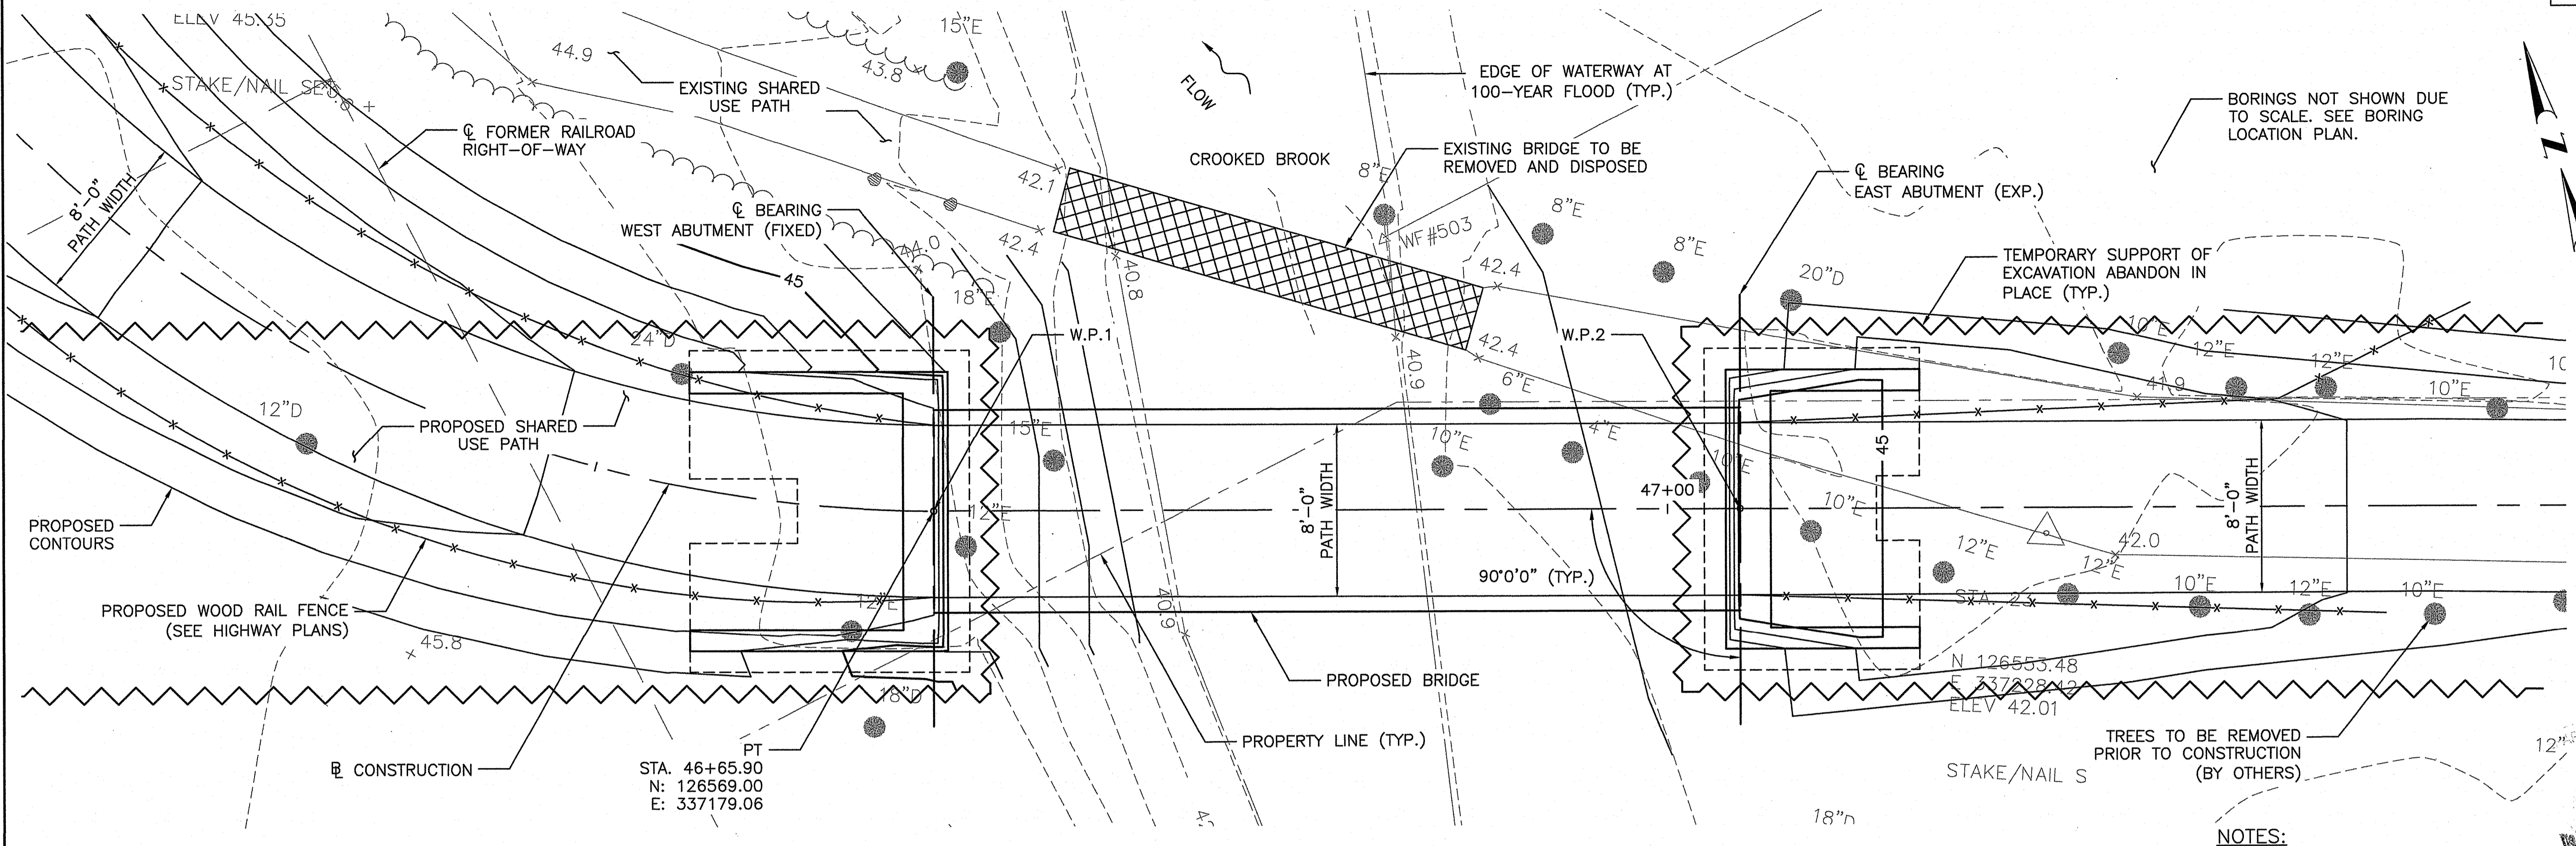 ELEV 45.35
STAKE/NAIL SET
44.9
EXISTING SHARED
USE PATH
43.8
15"E
FLOW
EDGE OF WATERWAY AT
100-YEAR FLOOD (TYP.)
BORINGS NOT SHOWN DUE
TO SCALE. SEE BORING
LOCATION PLAN.
℄ FORMER RAILROAD
RIGHT-OF-WAY
CROOKED BROOK
EXISTING BRIDGE TO BE
REMOVED AND DISPOSED
8"E
8'-0"
PATH WIDTH
℄ BEARING
WEST ABUTMENT (FIXED)
42.1
42.4
44.0
45
18"E
40.8
WF#503
8"E
8"E
℄ BEARING
EAST ABUTMENT (EXP.)
TEMPORARY SUPPORT OF
EXCAVATION ABANDON IN
PLACE (TYP.)
42.4
20"D
24"D
W.P.1
42.4
40.9
W.P.2
10"E
12"E
12"E
10"E
6"E
41.9
12"D
PROPOSED SHARED
USE PATH
15"E
10"E
4"E
10"E
45
47+00
10"E
12"E
8'-0"
PATH WIDTH
8'-0"
PATH WIDTH
42.0
12"E
12"E
PROPOSED
CONTOURS
90°0'0" (TYP.)
PROPOSED WOOD RAIL FENCE
(SEE HIGHWAY PLANS)
12"E
40.9
STA. 23
10"E
12"E
10"E
45.8
N 126553.48
E 337228.42
ELEV 42.01
PROPOSED BRIDGE
18"D
PROPERTY LINE (TYP.)
TREES TO BE REMOVED
PRIOR TO CONSTRUCTION
(BY OTHERS)
12"
℄ CONSTRUCTION
PT
STA. 46+65.90
N: 126569.00
E: 337179.06
STAKE/NAIL S
18"D
NOTES: